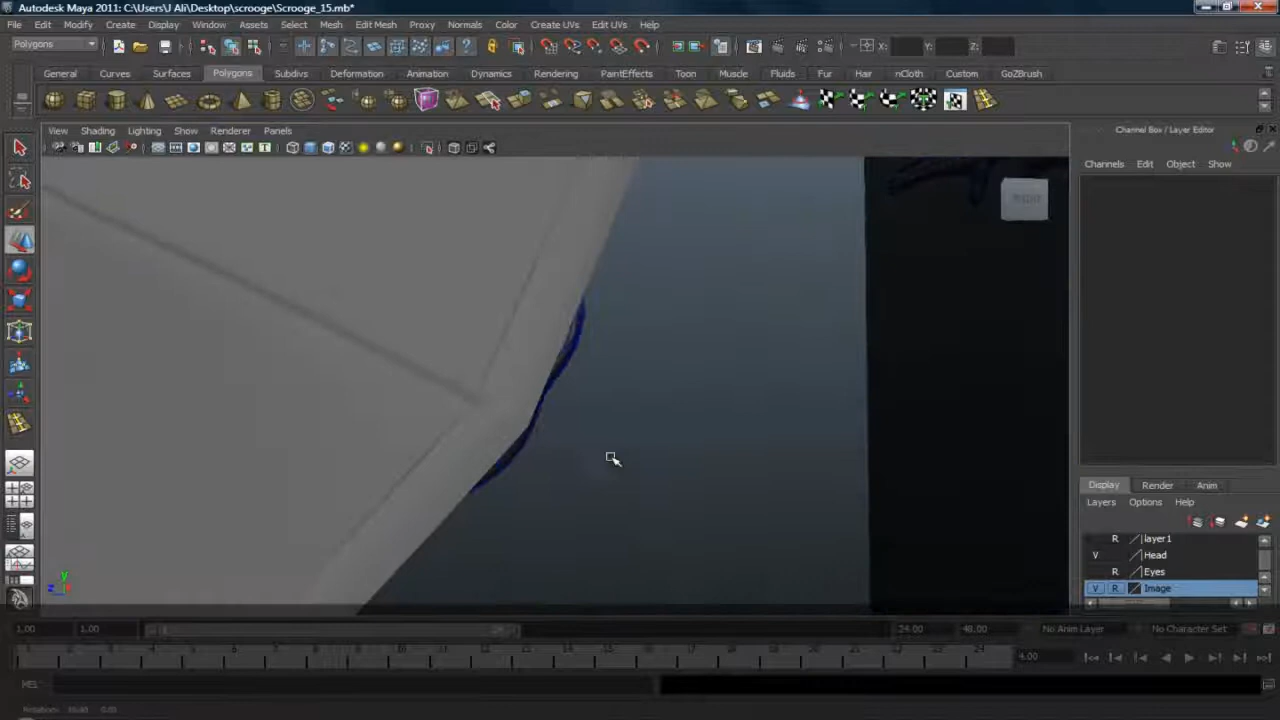 Autodesk Maya 2011: C:\Users\J Ali\Desktop\scrooge\Scrooge_15.mb*
File Edit Modify Create Display Window Assets Select Mesh Edit Mesh Proxy Normals Color Create UVs Edit UVs Help
Polygons X: Y: Z:
General Curves Surfaces Polygons Subdivs Deformation Animation Dynamics Rendering PaintEffects Toon Muscle Fluids Fur Hair nCloth Custom GoZBrush
View Shading Lighting Show Renderer Panels
Channel Box / Layer Editor
Channels Edit Object Show
y
Display Render Anim
Layers Options Help
R layer1
V Head
R Eyes
V R Image
1.00 1.00 24.00 48.00 No Anim Layer No Character Set
4.00
MEL